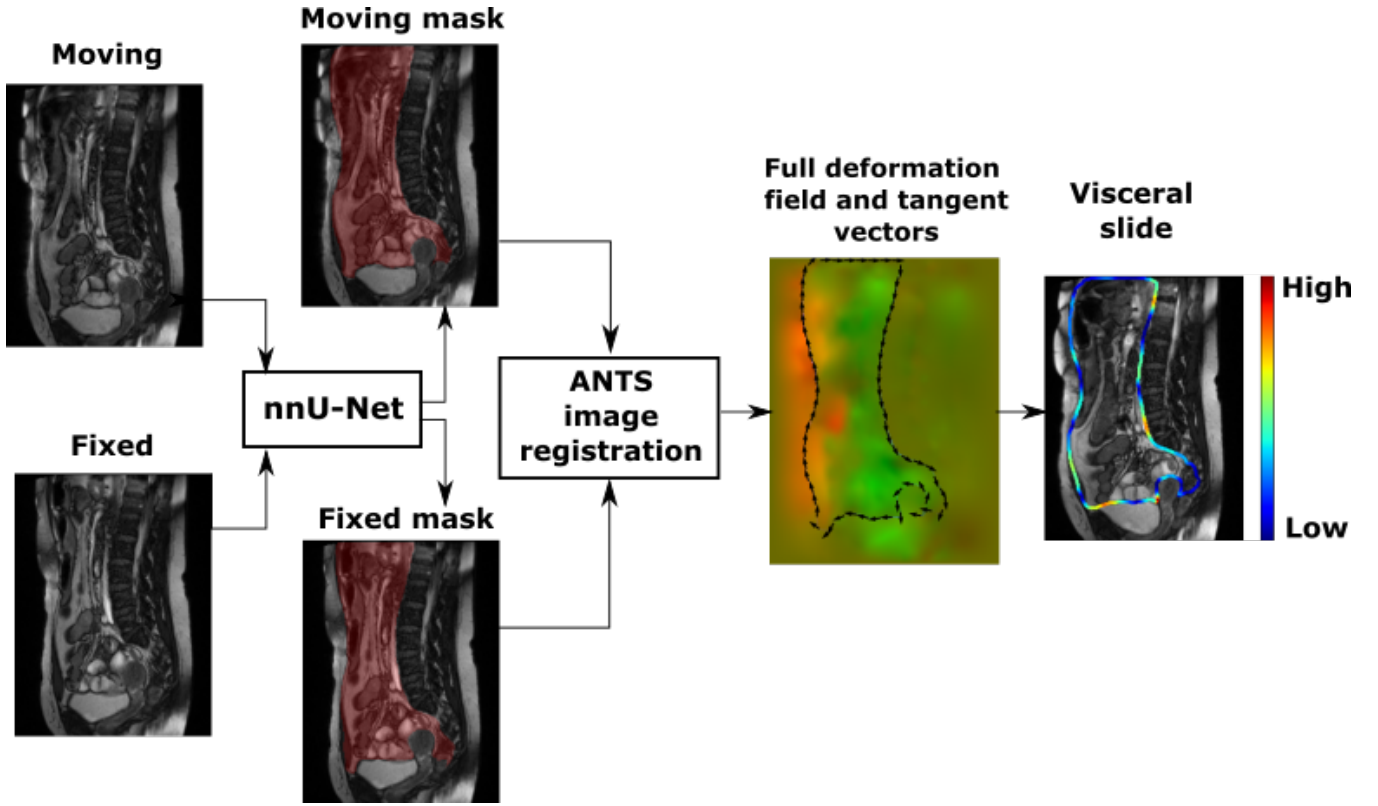 Moving mask
Moving
Full deformation
field and tangent
vectors
Visceral
slide
High
ANTS
image
registration
nnU-Net
Fixed
Fixed mask
Low